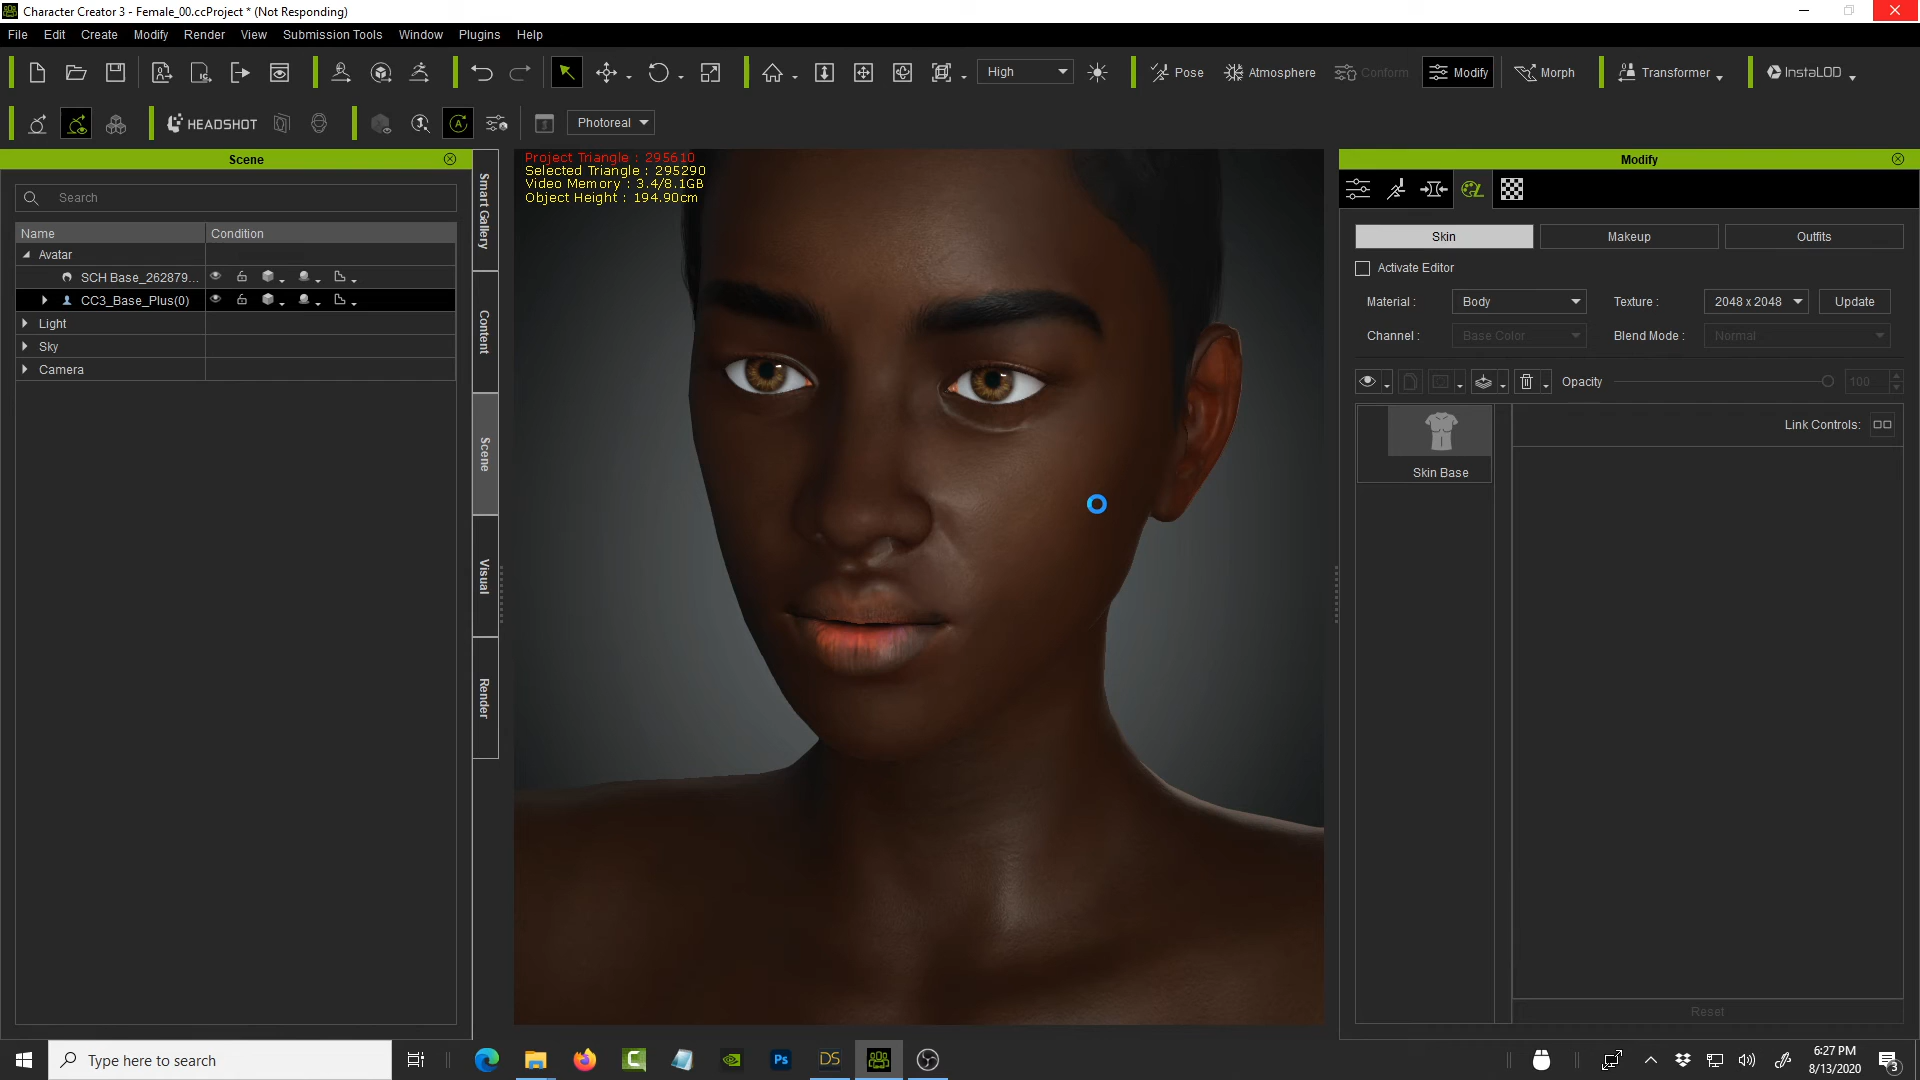 Character Creator 3 - Female_00.ccProject * (Not Responding)
File Edit Create Modify Render View Submission Tools Window Plugins Help
High Pose Atmosphere Conform Modify Morph Transformer InstaLOD
HEADSHOT Photoreal
Scene
Search
Name Condition
Avatar
SCH Base_262879...
CC3_Base_Plus(0)
Light
Sky
Camera
Smart Gallery
Content
Scene
Visual
Render
Project Triangle : 295610
Selected Triangle : 295290
Video Memory : 3.4/8.1GB
Object Height : 194.90cm
Modify
Skin Makeup Outfits
Activate Editor
Material : Body Texture : 2048 x 2048 Update
Channel : Base Color Blend Mode : Normal
Opacity 100
Link Controls:
Skin Base
Reset
Type here to search
Ps
DS
6:27 PM
8/13/2020
3